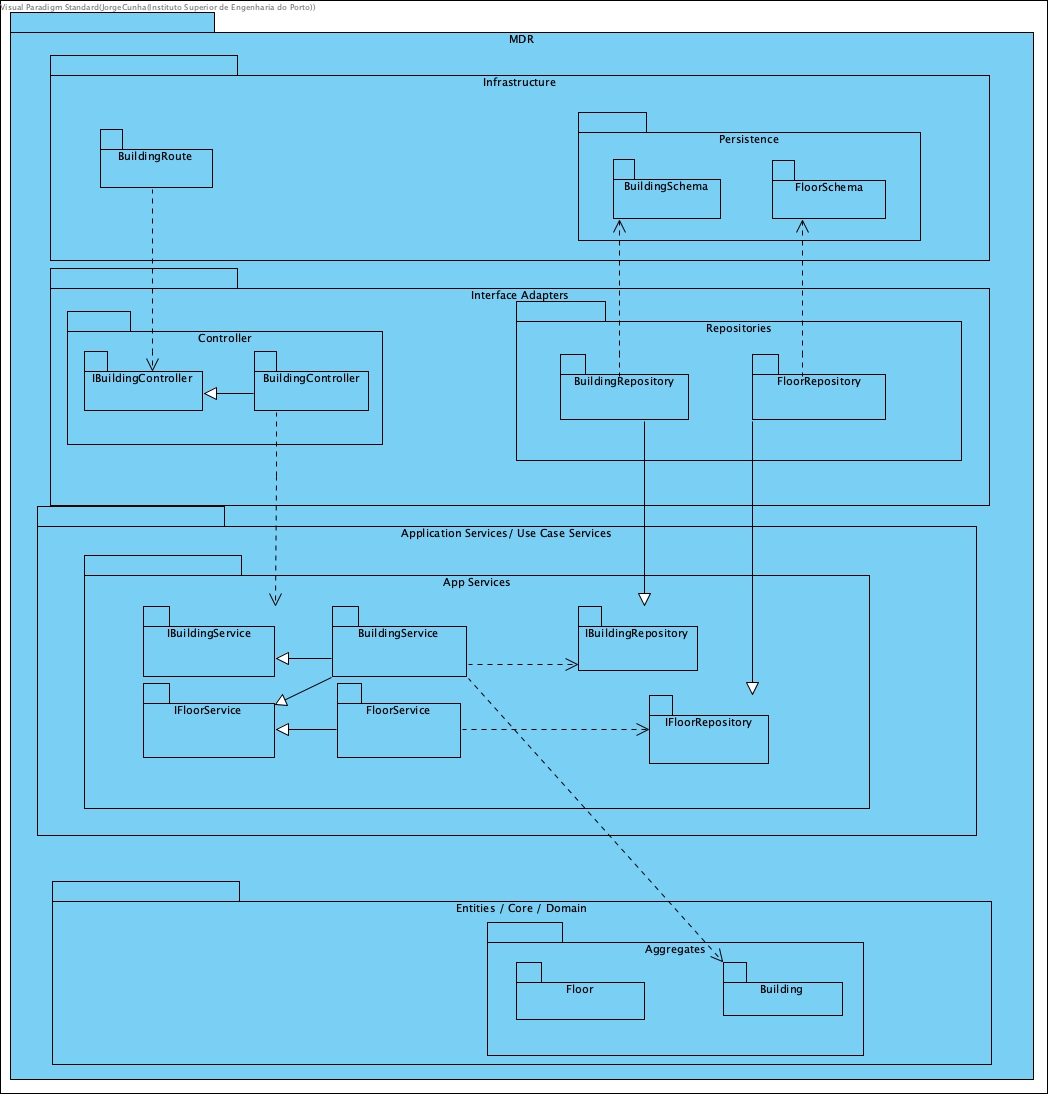 Visual Paradigm Standard(JorgeCunha(Instituto Superior de Engenharia do Porto))
MDR
Infrastructure
Persistence
BuildingRoute
BuildingSchema
FloorSchema
Interface Adapters
Controller
Repositories
IBuildingController
BuildingController
BuildingRepository
FloorRepository
Application Services/ Use Case Services
App Services
IBuildingService
BuildingService
IBuildingRepository
IFloorService
FloorService
IFloorRepository
Entities / Core / Domain
Aggregates
Floor
Building